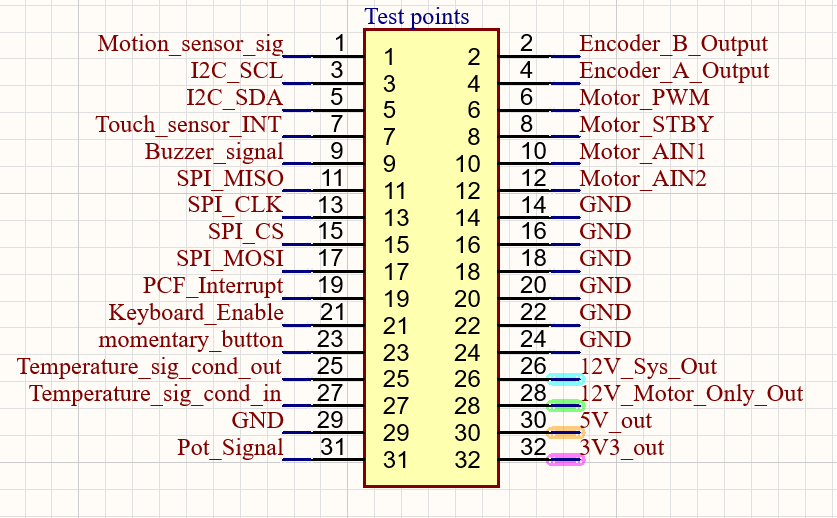 Test points
Motion_sensor_sig 1 1 2 2 Encoder_B_Output
I2C_SCL 3 3 4 4 Encoder_A_Output
I2C_SDA 5 5 6 6 Motor_PWM
Touch_sensor_INT 7 7 8 8 Motor_STBY
Buzzer_signal 9 9 10 10 Motor_AIN1
SPI_MISO 11 11 12 12 Motor_AIN2
SPI_CLK 13 13 14 14 GND
SPI_CS 15 15 16 16 GND
SPI_MOSI 17 17 18 18 GND
PCF_Interrupt 19 19 20 20 GND
Keyboard_Enable 21 21 22 22 GND
momentary_button 23 23 24 24 GND
Temperature_sig_cond_out 25 25 26 26 12V_Sys_Out
Temperature_sig_cond_in 27 27 28 28 12V_Motor_Only_Out
GND 29 29 30 30 5V_out
Pot_Signal 31 31 32 32 3V3_out